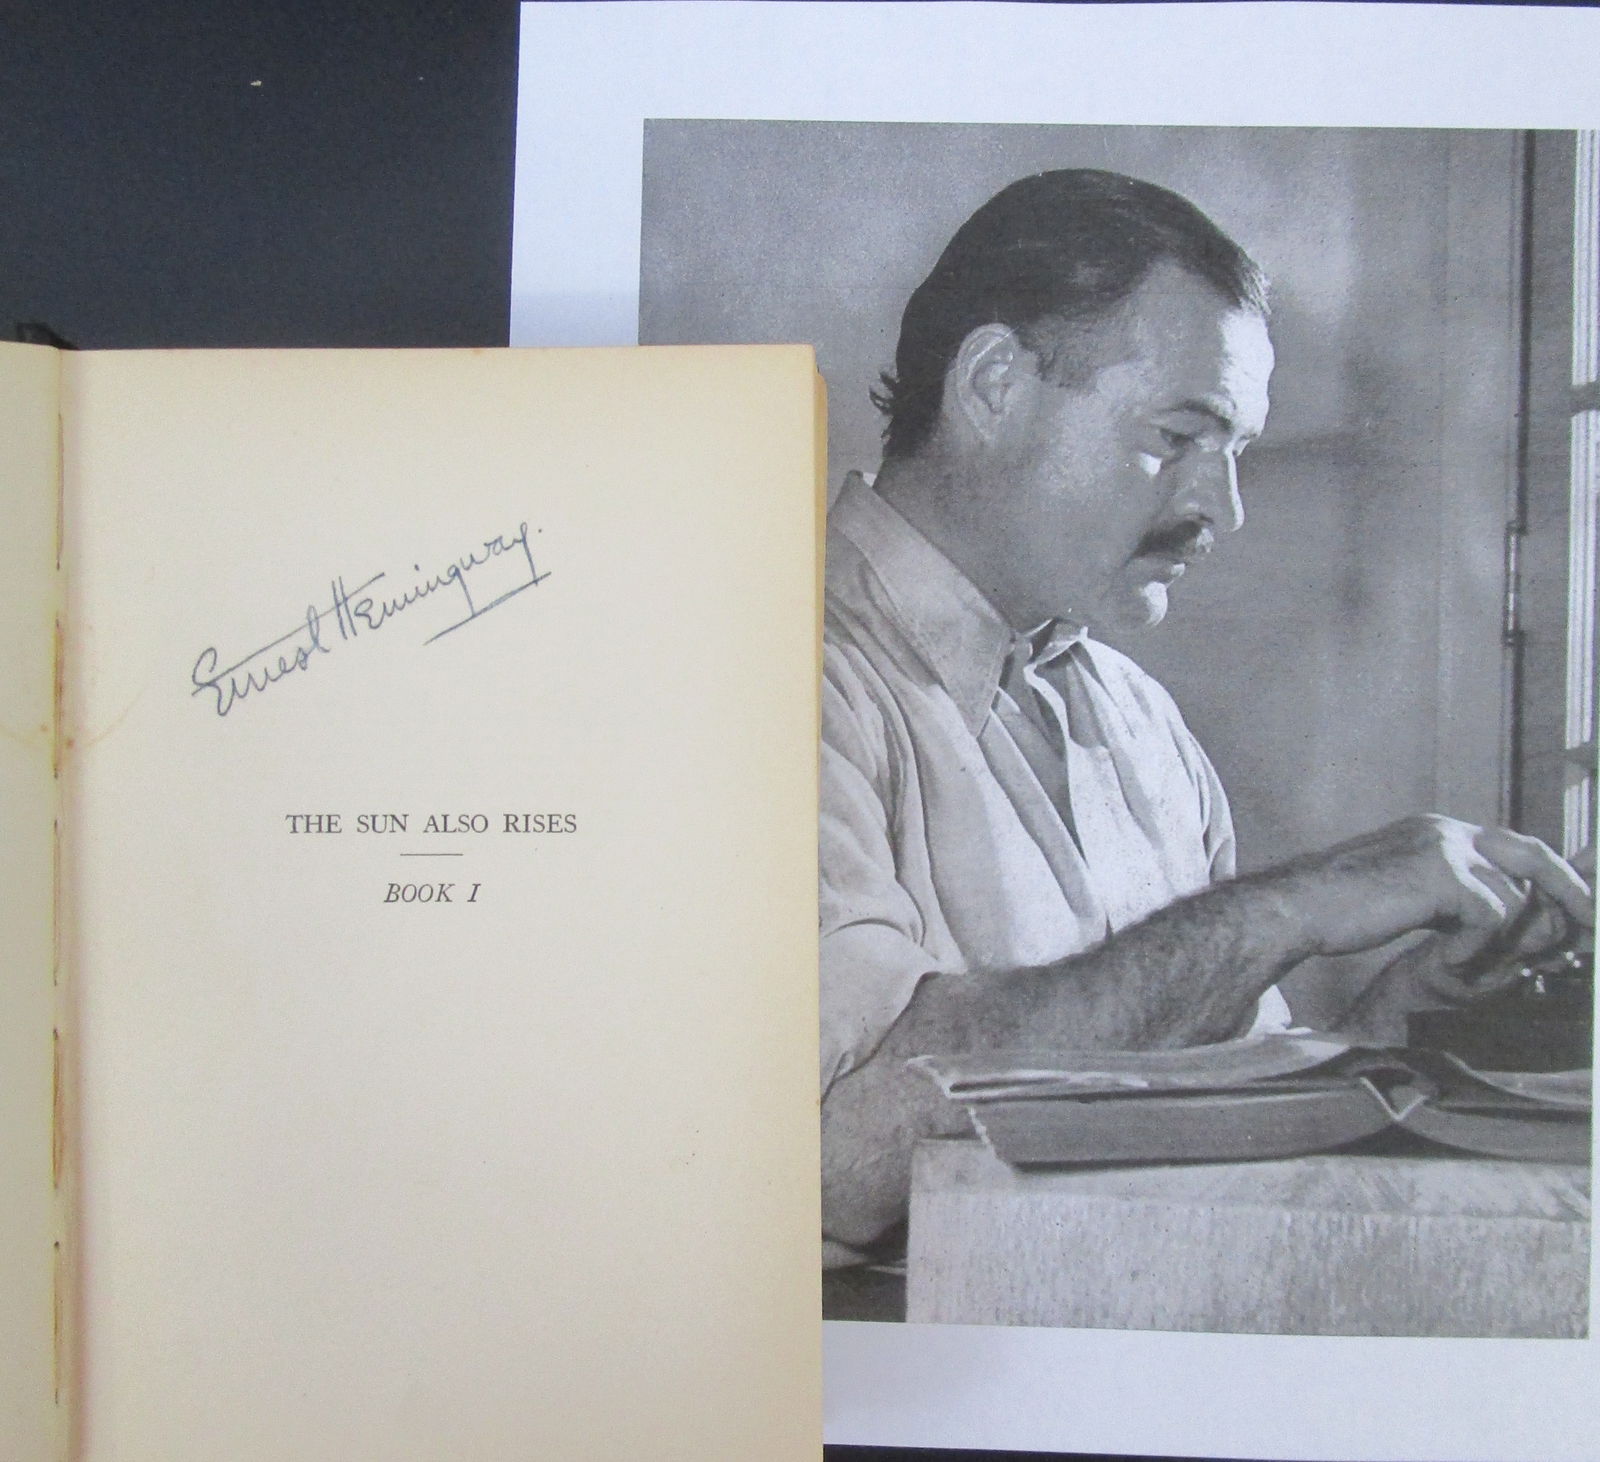 Ernest Hemingway.
THE SUN ALSO RISES
BOOK I